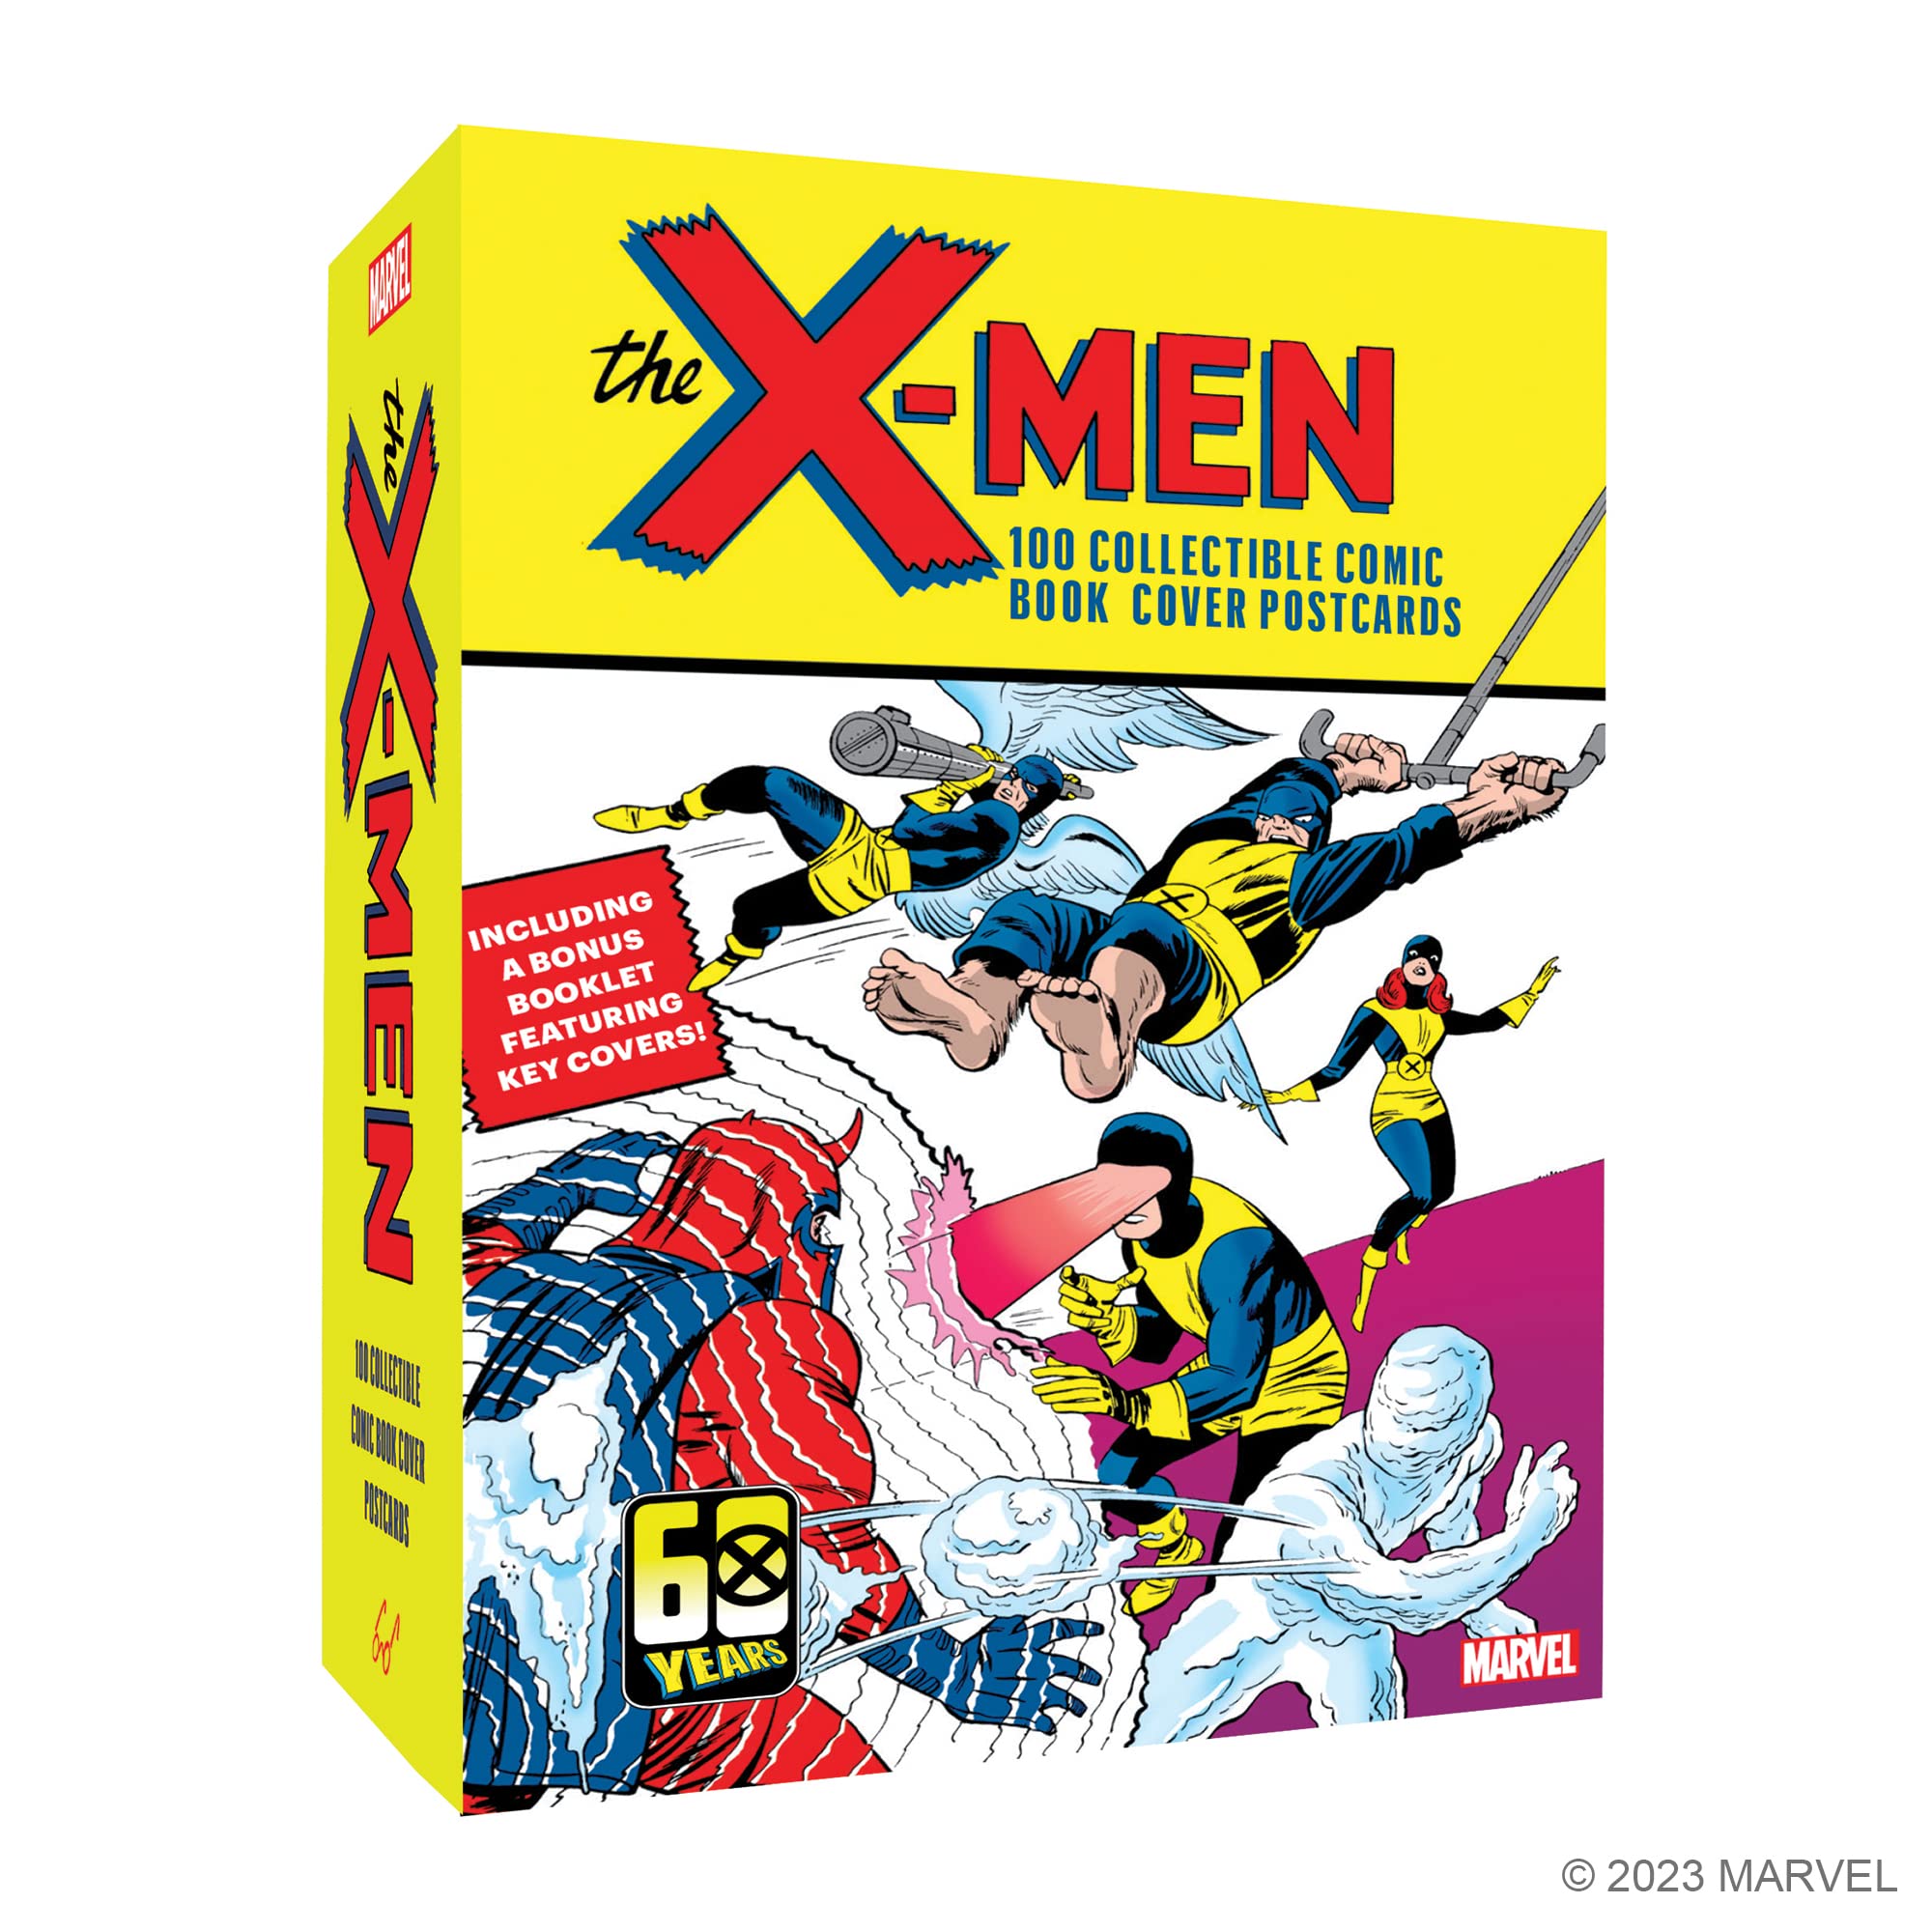 MARVEL
the X-MEN
100 COLLECTIBLE
COMIC BOOK COVER
POSTCARDS
the X-MEN
100 COLLECTIBLE COMIC
BOOK COVER POSTCARDS
INCLUDING
A BONUS
BOOKLET
FEATURING
KEY COVERS!
X
X
60
YEARS
MARVEL
© 2023 MARVEL